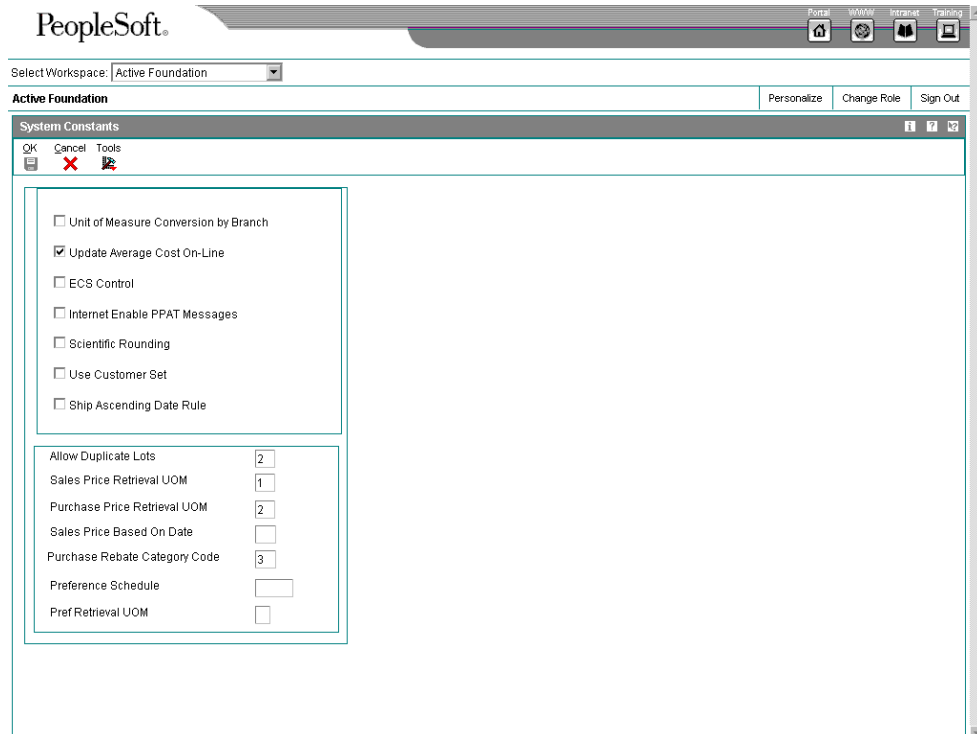 PeopleSoft.
Portal WWW Intranet Training
Select Workspace: Active Foundation
Active Foundation Personalize Change Role Sign Out
System Constants i ? ?
OK Cancel Tools
Unit of Measure Conversion by Branch
Update Average Cost On-Line
ECS Control
Internet Enable PPAT Messages
Scientific Rounding
Use Customer Set
Ship Ascending Date Rule
Allow Duplicate Lots 2
Sales Price Retrieval UOM 1
Purchase Price Retrieval UOM 2
Sales Price Based On Date
Purchase Rebate Category Code 3
Preference Schedule
Pref Retrieval UOM